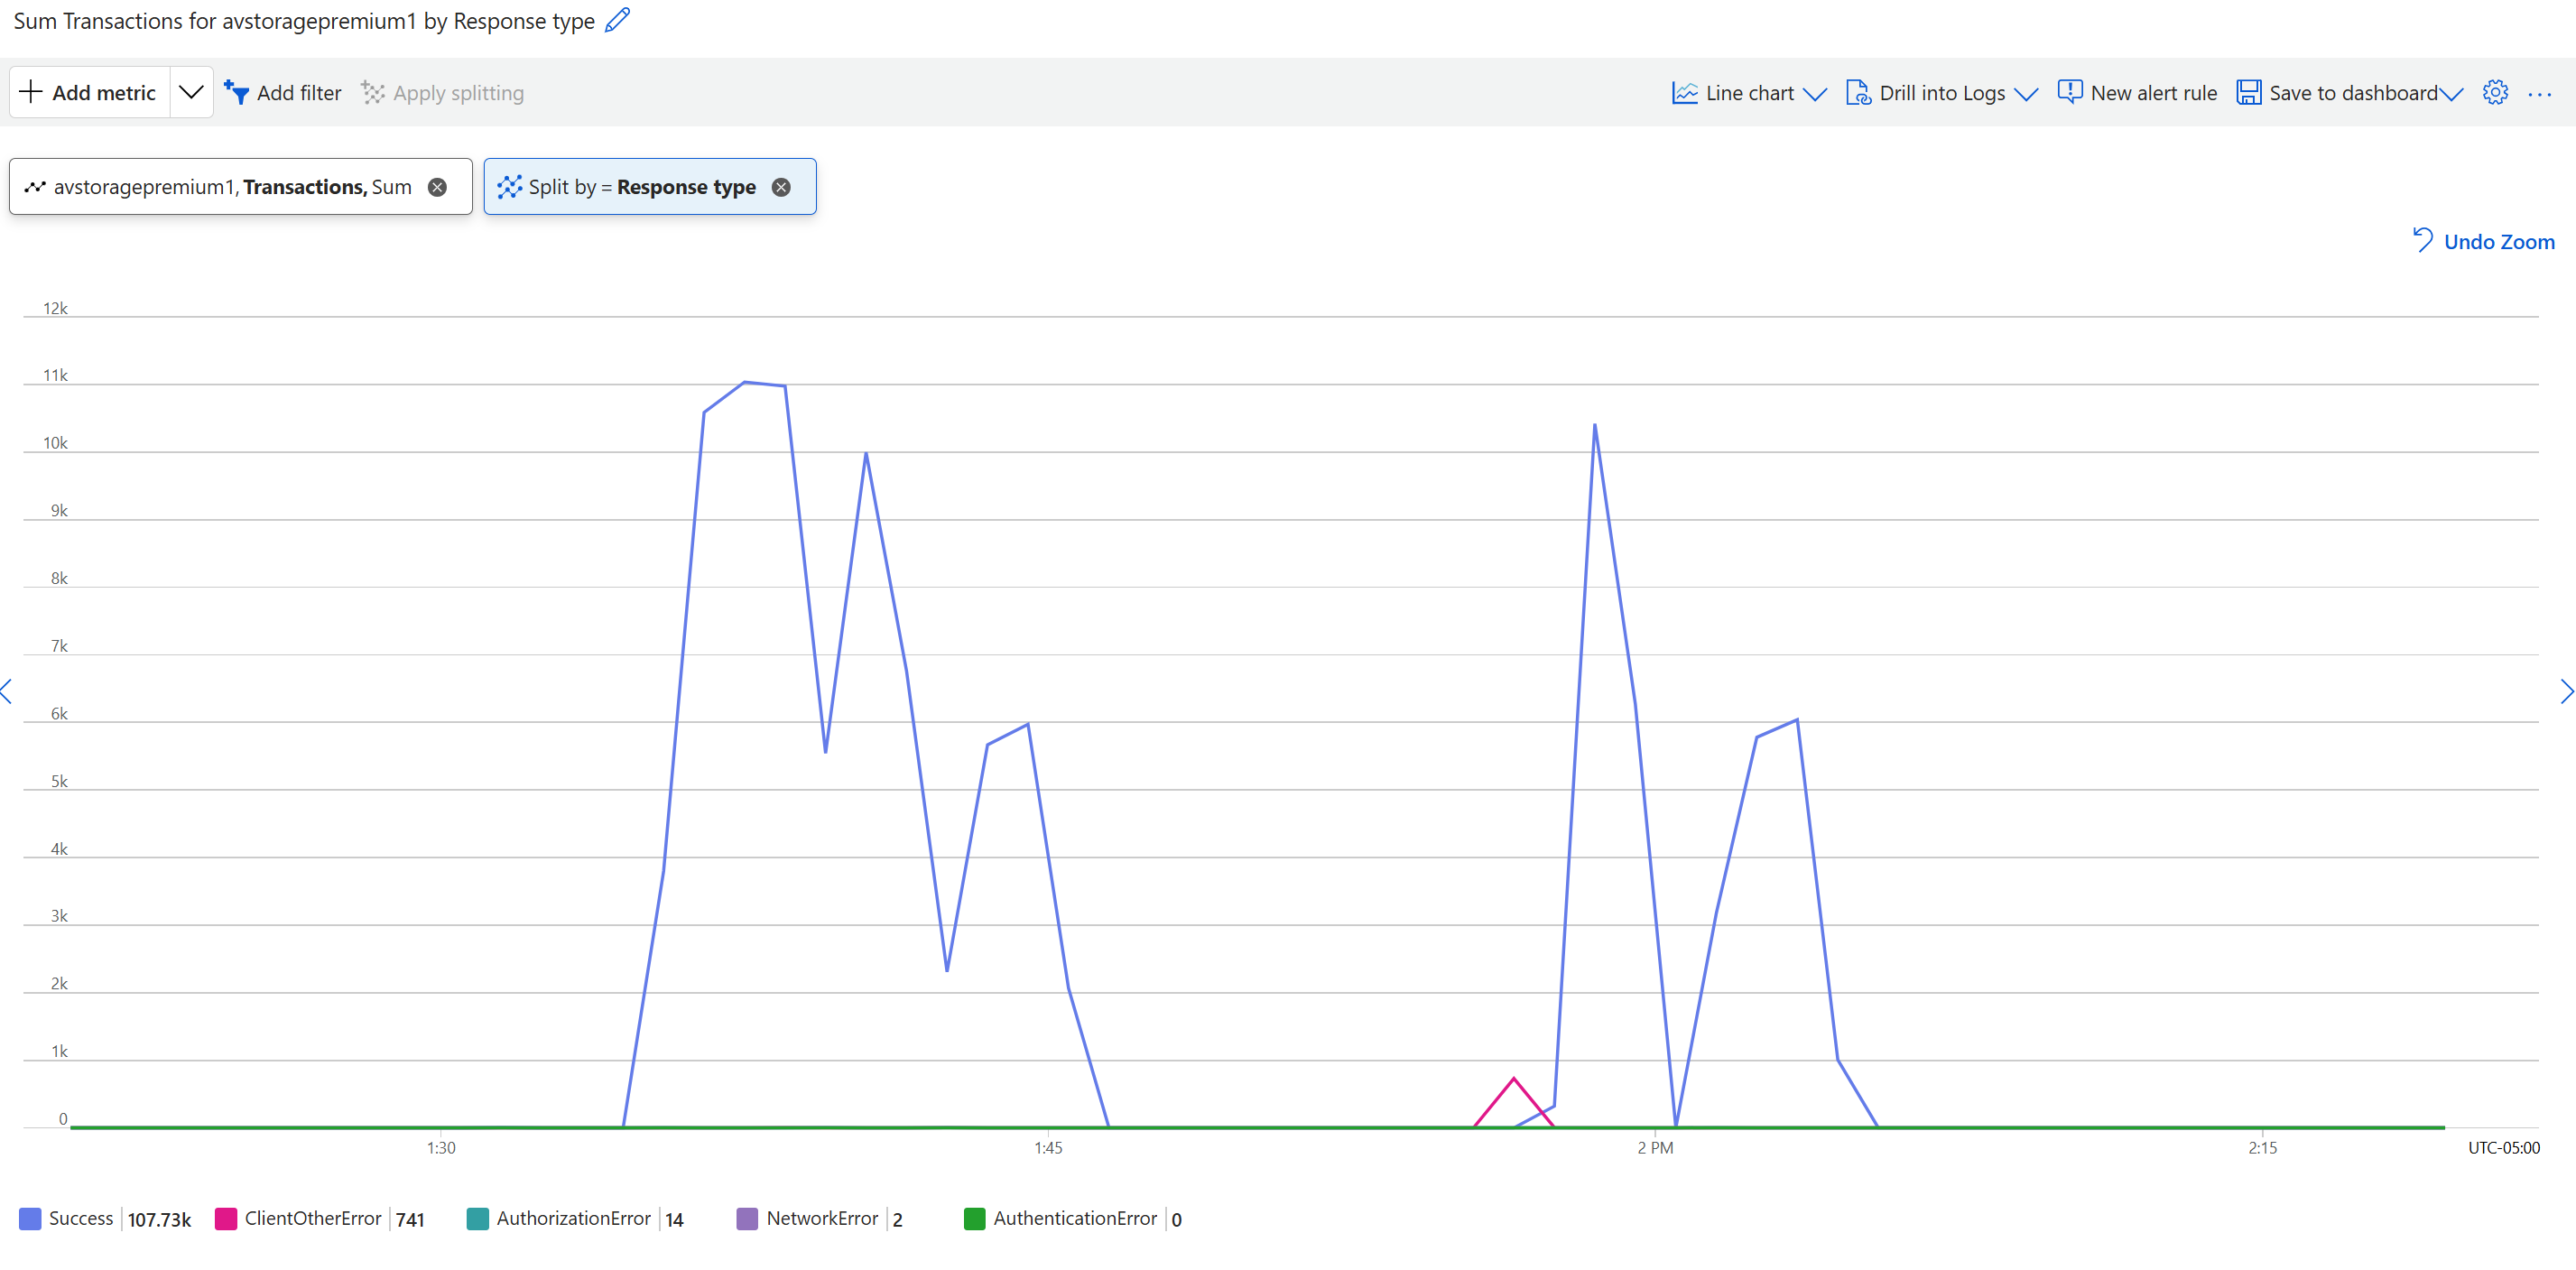 Sum Transactions for avstoragepremium1 by Response type
Add metric Add filter Apply splitting Line chart Drill into Logs New alert rule Save to dashboard ...
avstoragepremium1, Transactions, Sum Split by = Response type
Undo Zoom
12k
11k
10k
9k
8k
7k
6k
5k
4k
3k
2k
1k
0
1:30 1:45 2 PM 2:15 UTC-05:00
Success 107.73k ClientOtherError 741 AuthorizationError 14 NetworkError 2 AuthenticationError 0